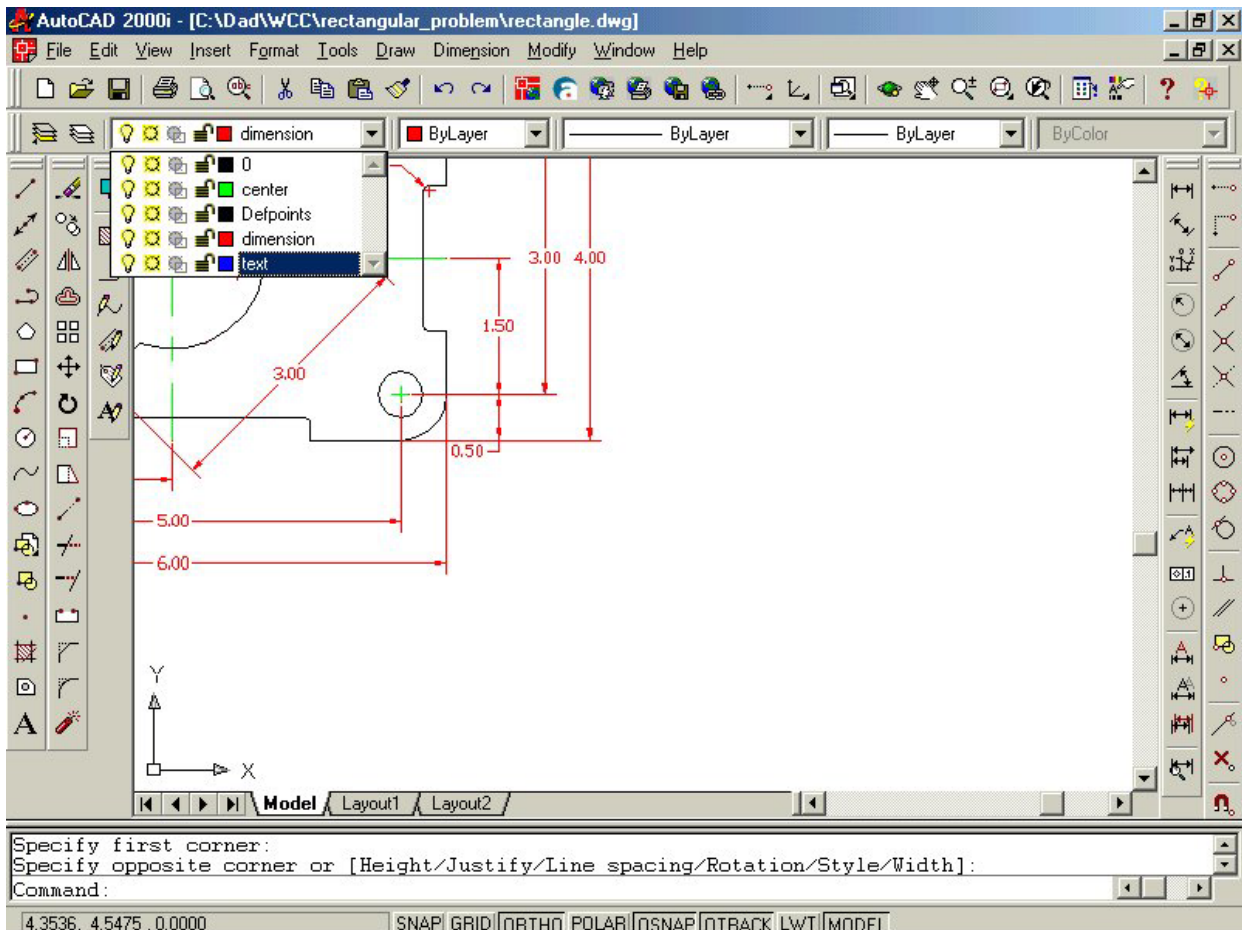 AutoCAD 2000i - [C:\Dad\WCC\rectangular_problem\rectangle.dwg]
File Edit View Insert Format Tools Draw Dimension Modify Window Help
dimension ByLayer ByLayer ByLayer ByColor
0
center
Defpoints
dimension
text
3.00 4.00
1.50
3.00
0.50
5.00
6.00
Y
X
Model Layout1 Layout2
Specify first corner:
Specify opposite corner or [Height/Justify/Line spacing/Rotation/Style/Width]:
Command:
4.3536, 4.5475 , 0.0000 SNAP GRID ORTHO POLAR OSNAP OTRACK LWT MODEL